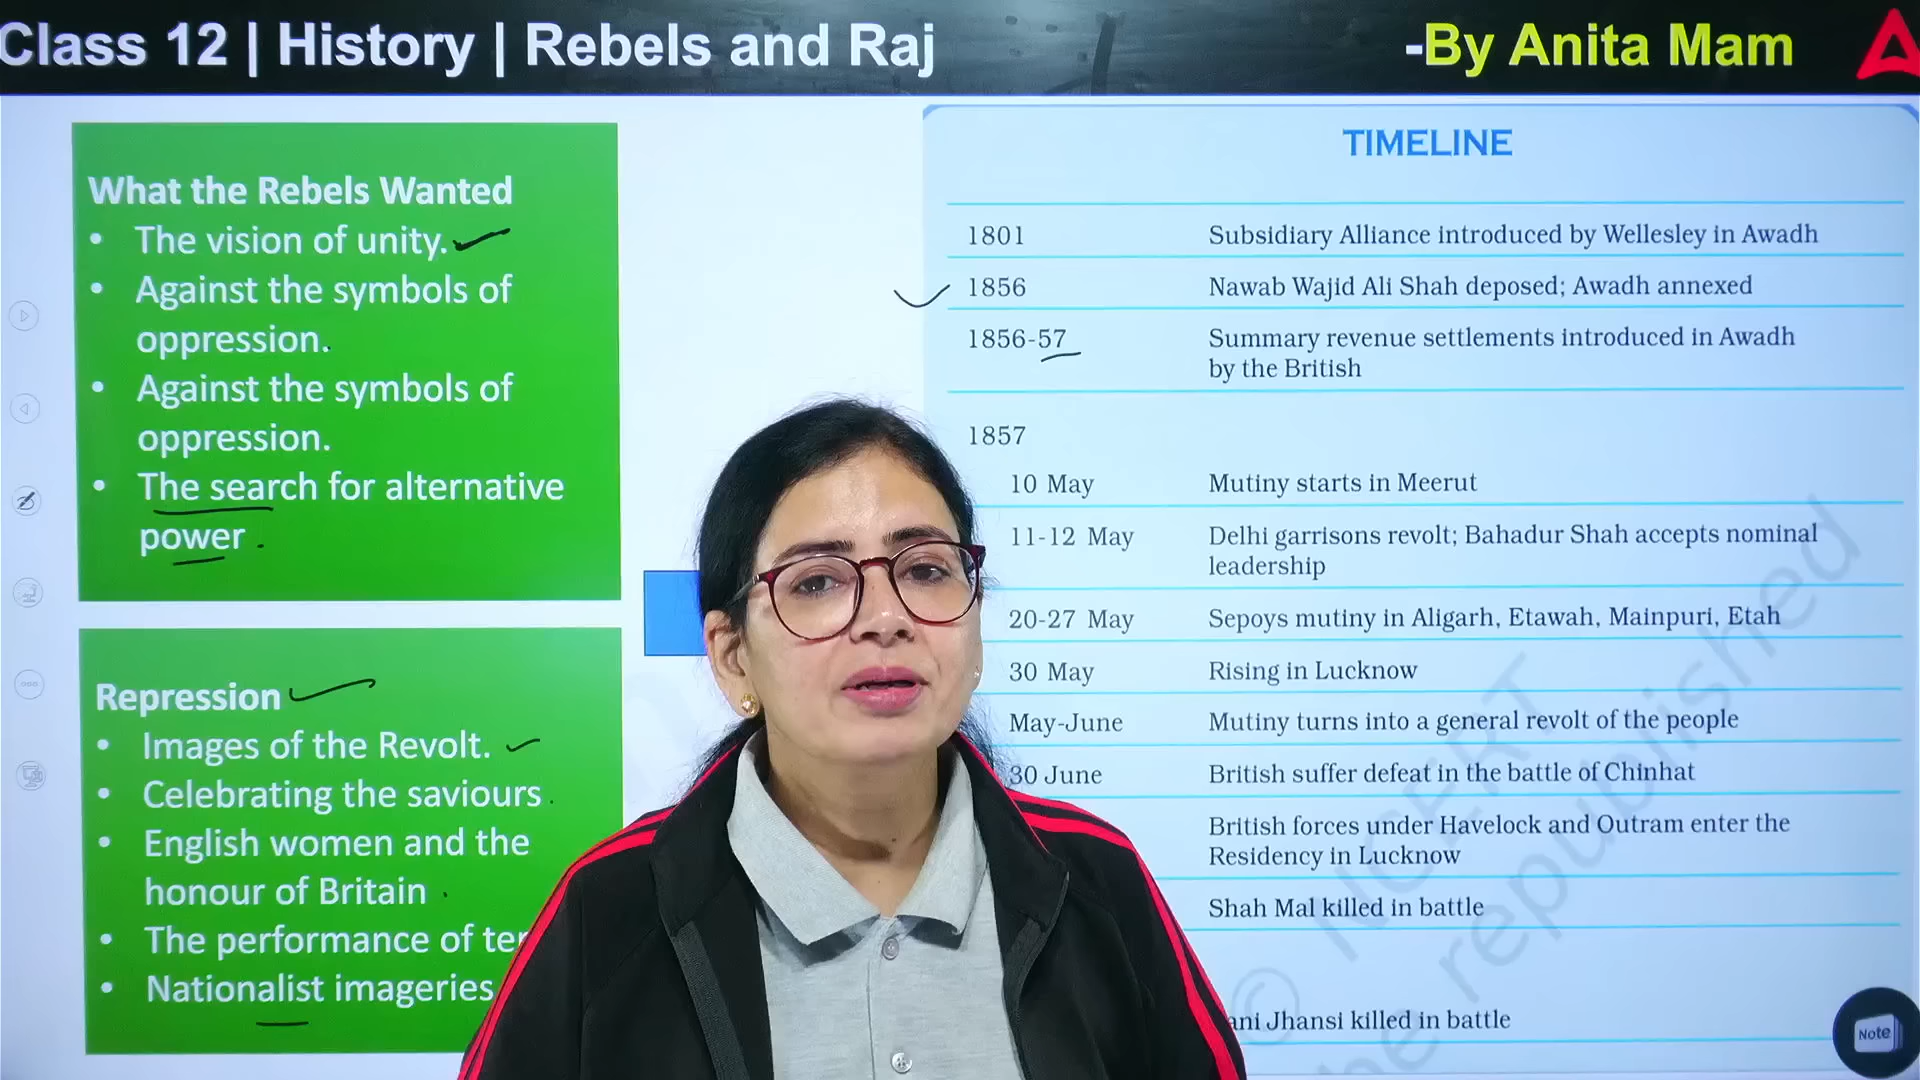 Class 12 | History | Rebels and Raj
-By Anita Mam
What the Rebels Wanted
• The vision of unity.
• Against the symbols of
oppression.
• Against the symbols of
oppression.
• The search for alternative
power
Repression
• Images of the Revolt.
• Celebrating the saviours
• English women and the
honour of Britain
• The performance of
• Nationalist imageries
TIMELINE
1801 Subsidiary Alliance introduced by Wellesley in Awadh
1856 Nawab Wajid Ali Shah deposed; Awadh annexed
1856-57 Summary revenue settlements introduced in Awadh
by the British
1857
10 May Mutiny starts in Meerut
11-12 May Delhi garrisons revolt; Bahadur Shah accepts nominal
leadership
20-27 May Sepoys mutiny in Aligarh, Etawah, Mainpuri, Etah
30 May Rising in Lucknow
May-June Mutiny turns into a general revolt of the people
30 June British suffer defeat in the battle of Chinhat
British forces under Havelock and Outram enter the
Residency in Lucknow
Shah Mal killed in battle
Jhansi killed in battle
© NCERT
be republished
Note